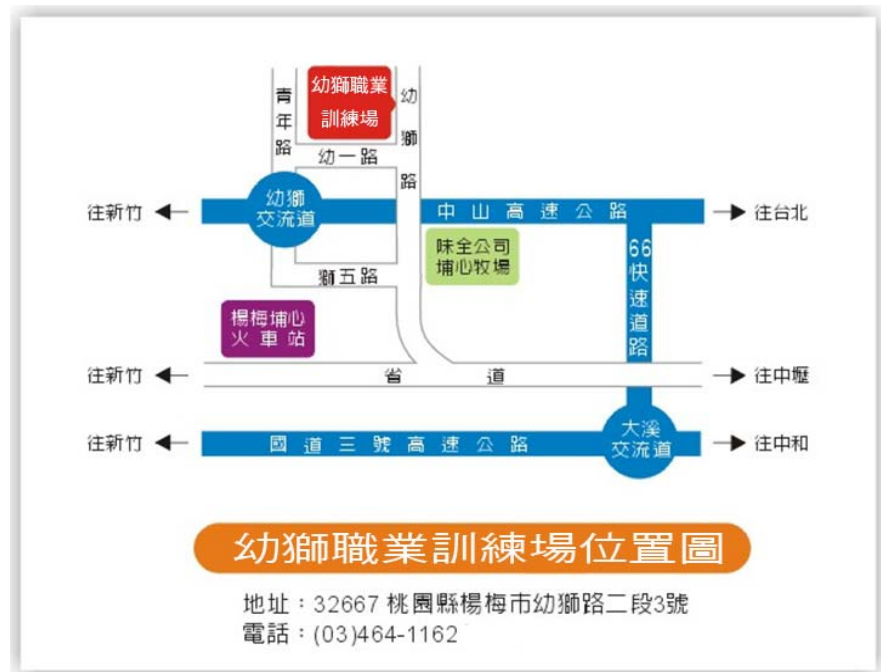 幼獅職業
訓練場
青年路
幼獅路
幼一路
往新竹
幼獅
交流道
中山高速公路
往台北
味全公司
埔心牧場
66快速道路
獅五路
楊梅埔心
火車站
往新竹
省道
往中壢
往新竹
國道三號高速公路
大溪
交流道
往中和
幼獅職業訓練場位置圖
地址：32667 桃園縣楊梅市幼獅路二段3號
電話：(03)464-1162